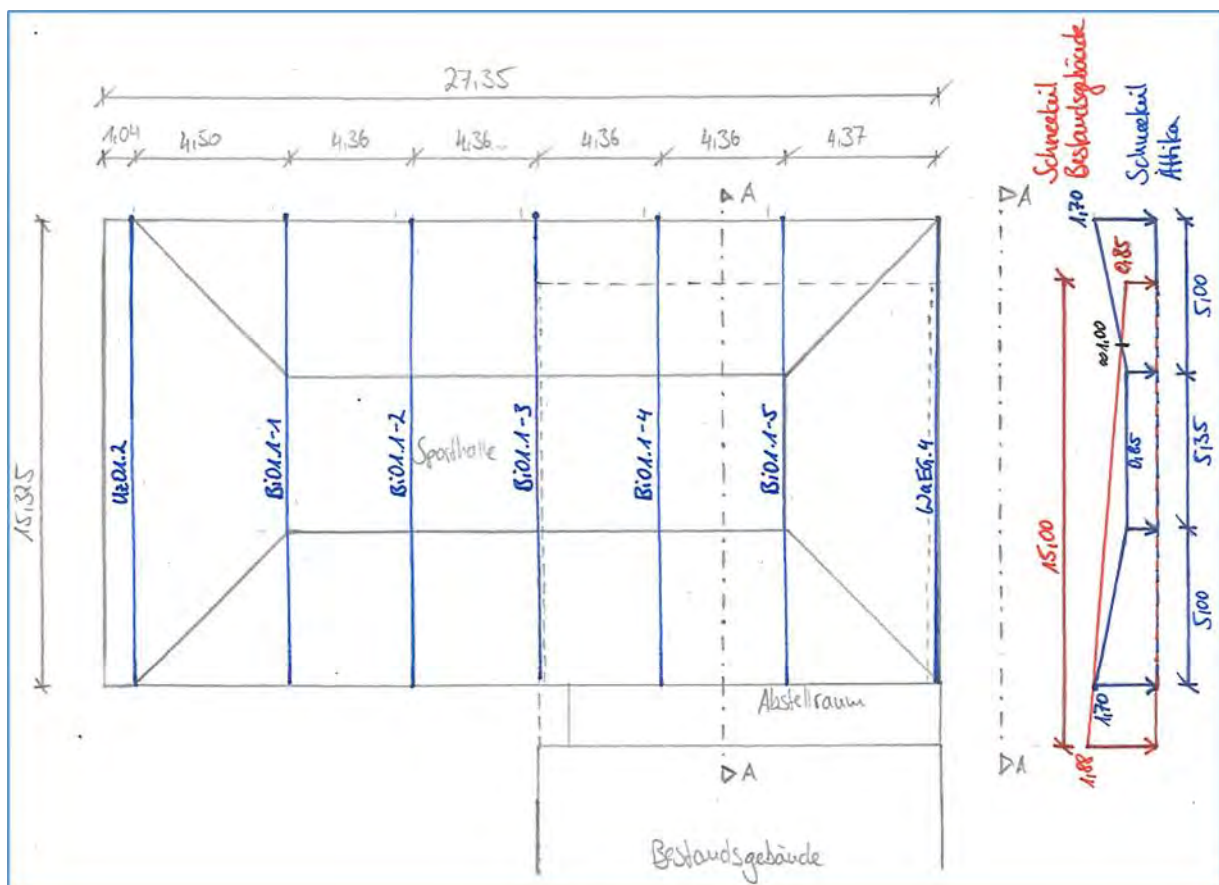 27,35
1,04
4,50
4,36
4,36
4,36
4,36
4,37
A
15,325
UZ01.2
Bi01.1-1
Bi01.1-2
Sporthalle
Bi01.1-3
Bi01.1-4
Bi01.1-5
WaEG.4
Abstellraum
A
Bestandsgebäude
Schneekeil
Bestandsgebäude
Schneekeil
Attika
A
1,70
0,85
5,00
∞1,00
0,85
5,35
15,00
5,00
1,70
1,88
A